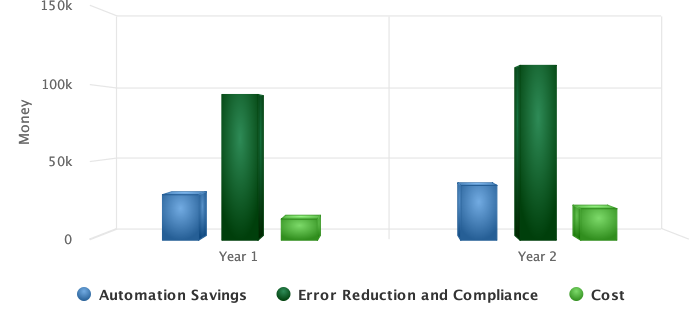 150k
100k
Money
50k
0
Year 1
Year 2
Automation Savings
Error Reduction and Compliance
Cost